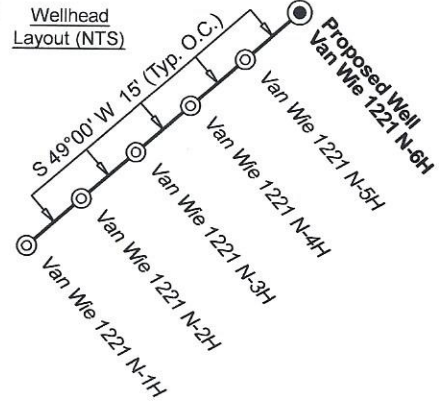 Wellhead
Layout (NTS)
S 49°00' W 15' (Typ. O.C.)
Proposed Well
Van Wie 1221 N-6H
Van Wie 1221 N-5H
Van Wie 1221 N-4H
Van Wie 1221 N-3H
Van Wie 1221 N-2H
Van Wie 1221 N-1H